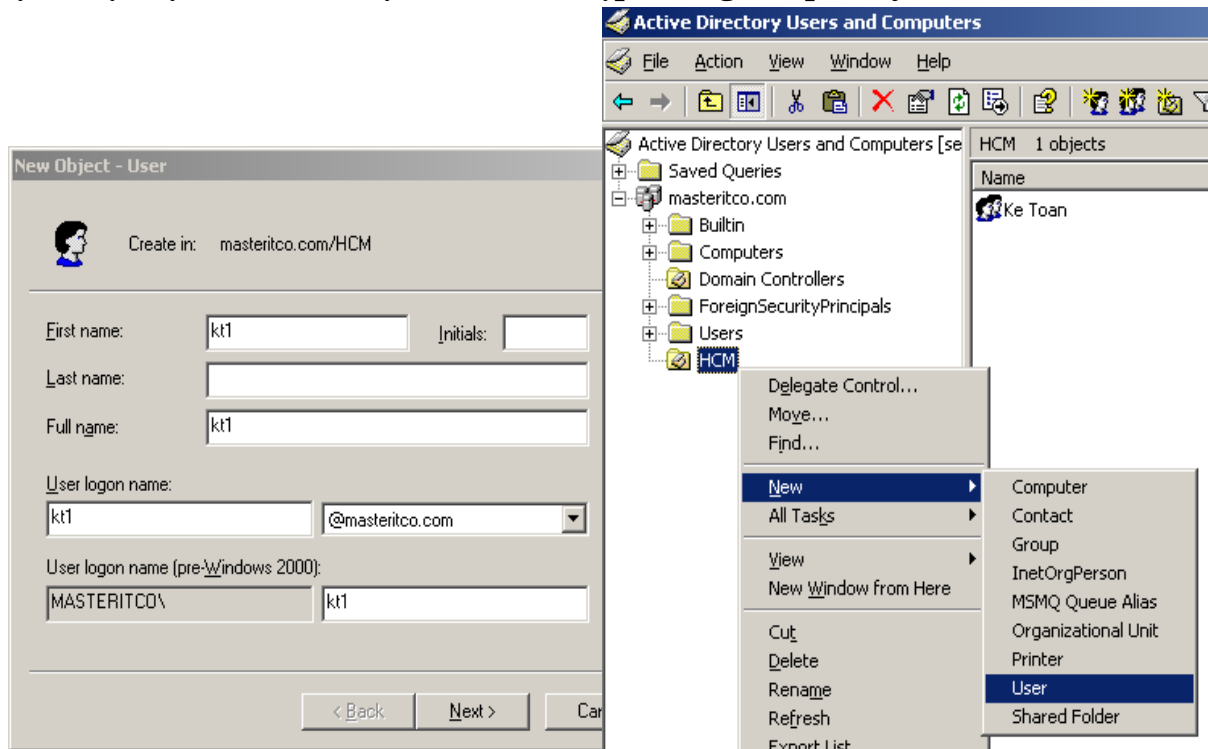 New Object - User
Create in: masteritco.com/HCM
First name: kt1 Initials:
Last name:
Full name: kt1
User logon name:
kt1 @masteritco.com
User logon name (pre-Windows 2000):
MASTERITCO\ kt1
< Back Next >
Active Directory Users and Computers
File Action View Window Help
Active Directory Users and Computers [se
Saved Queries
masteritco.com
Builtin
Computers
Domain Controllers
ForeignSecurityPrincipals
Users
HCM
HCM 1 objects
Name
Ke Toan
Delegate Control...
Move...
Find...
New
All Tasks
View
New Window from Here
Cut
Delete
Rename
Refresh
Export List
Computer
Contact
Group
InetOrgPerson
MSMQ Queue Alias
Organizational Unit
Printer
User
Shared Folder